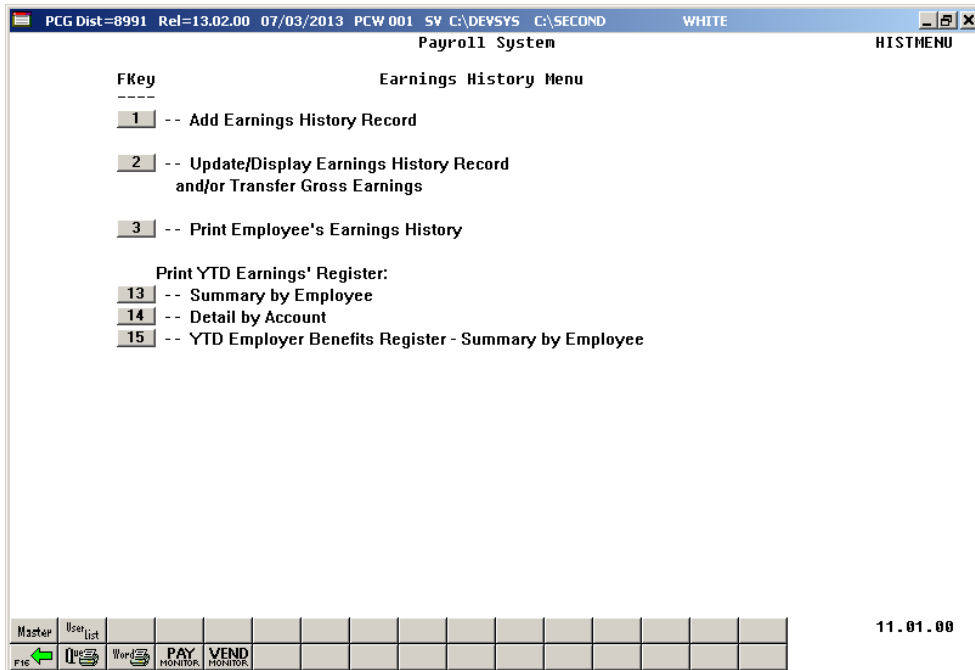 PCG Dist=8991 Rel=13.02.00 07/03/2013 PCW 001 SV C:\DEVSYS C:\SECOND WHITE
Payroll System HISTMENU
FKey Earnings History Menu
----
1 -- Add Earnings History Record
2 -- Update/Display Earnings History Record
and/or Transfer Gross Earnings
3 -- Print Employee's Earnings History
Print YTD Earnings' Register:
13 -- Summary by Employee
14 -- Detail by Account
15 -- YTD Employer Benefits Register - Summary by Employee
Master User List 11.01.00
F16 Que Word PAY MONITOR VEND MONITOR